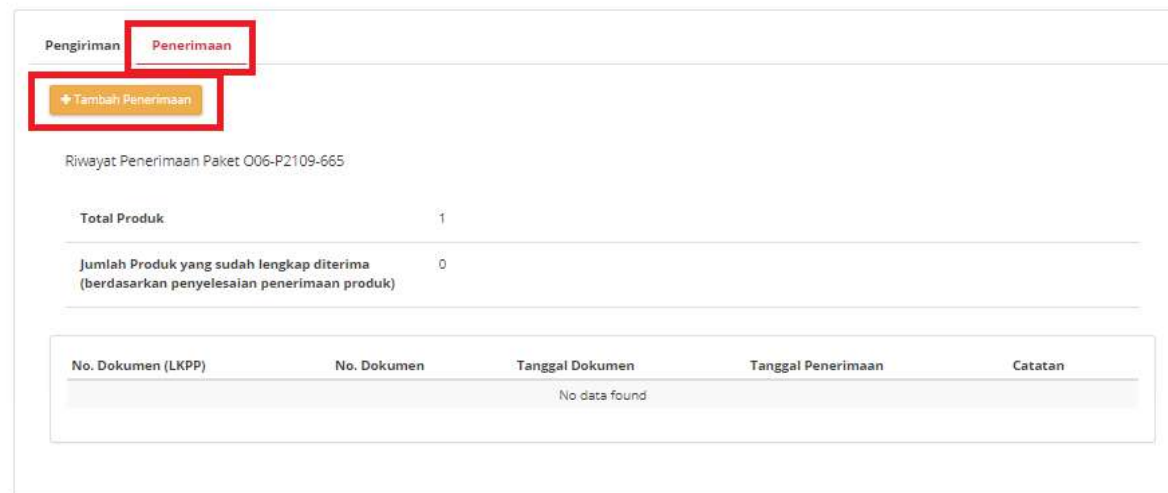 Pengiriman Penerimaan
+ Tambah Penerimaan
Riwayat Penerimaan Paket O06-P2109-665
Total Produk 1
Jumlah Produk yang sudah lengkap diterima 0
(berdasarkan penyelesaian penerimaan produk)
No. Dokumen (LKPP) No. Dokumen Tanggal Dokumen Tanggal Penerimaan Catatan
No data found